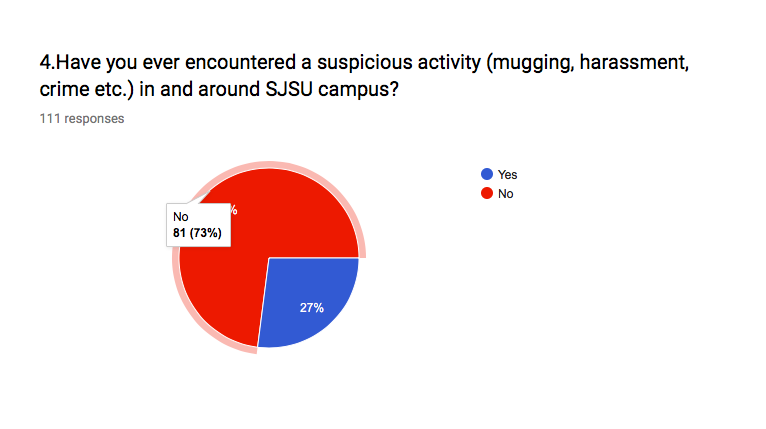 4.Have you ever encountered a suspicious activity (mugging, harassment,
crime etc.) in and around SJSU campus?
111 responses
Yes
No
%
No
81 (73%)
27%